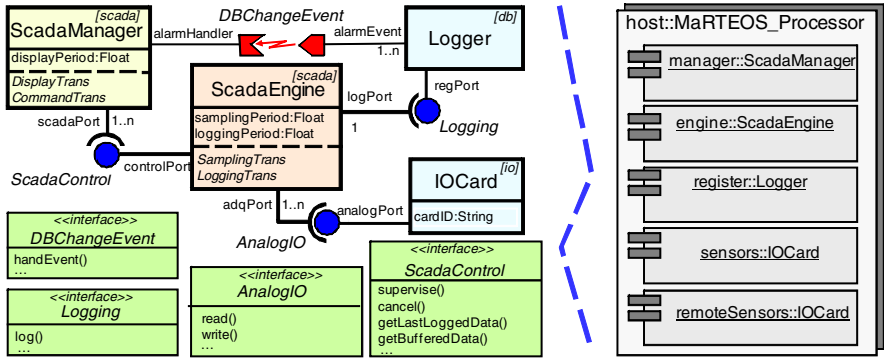 [scada]
ScadaManager
displayPeriod:Float
DisplayTrans
CommandTrans
alarmHandler
DBChangeEvent
alarmEvent
1..n
[db]
Logger
[scada]
ScadaEngine
samplingPeriod:Float
loggingPeriod:Float
SamplingTrans
LoggingTrans
logPort
1
regPort
Logging
scadaPort
1..n
ScadaControl
controlPort
adqPort
1..n
analogPort
AnalogIO
[io]
IOCard
cardID:String
<<interface>>
DBChangeEvent
handEvent()
...
<<interface>>
Logging
log()
...
<<interface>>
AnalogIO
read()
write()
...
<<interface>>
ScadaControl
supervise()
cancel()
getLastLoggedData()
getBufferedData()
...
host::MaRTEOS_Processor
manager::ScadaManager
engine::ScadaEngine
register::Logger
sensors::IOCard
remoteSensors::IOCard